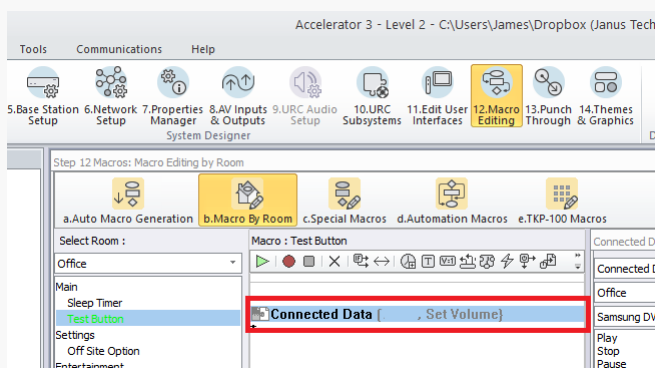 Accelerator 3 - Level 2 - C:\Users\James\Dropbox (Janus Tech
Tools Communications Help
5.Base Station Setup
6.Network Setup
7.Properties Manager
8.AV Inputs & Outputs
9.URC Audio Setup
10.URC Subsystems
11.Edit User Interfaces
12.Macro Editing
13.Punch Through
14.Themes & Graphics
System Designer
Step 12 Macros: Macro Editing by Room
a.Auto Macro Generation b.Macro By Room c.Special Macros d.Automation Macros e.TKP-100 Macros
Select Room :
Office
Main
Sleep Timer
Test Button
Settings
Off Site Option
Entertainment
Macro : Test Button
Connected Data { , Set Volume}
Connected D
Connected D
Office
Samsung DV
Play
Stop
Pause